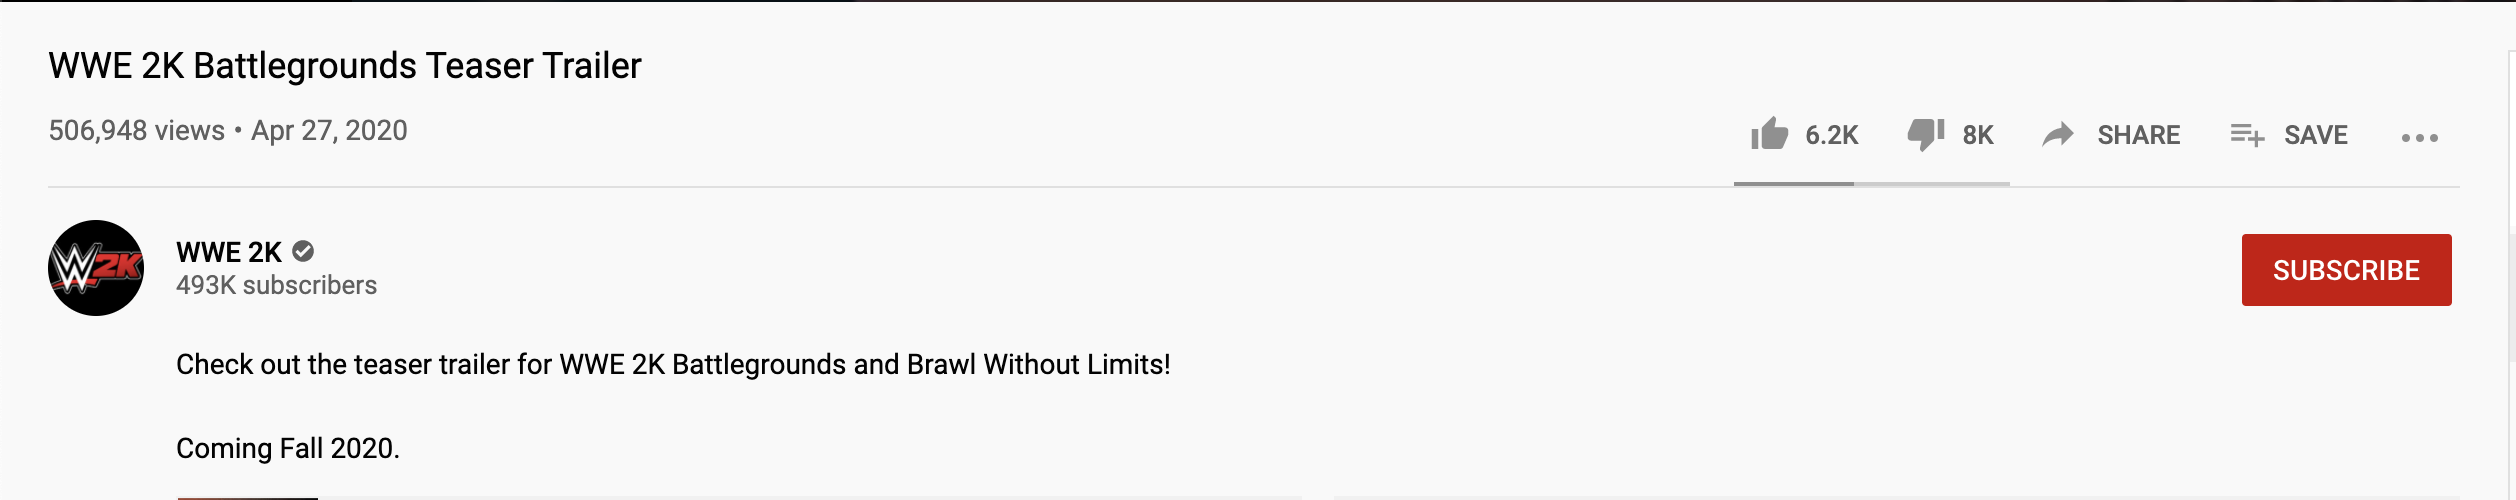 WWE 2K Battlegrounds Teaser Trailer
506,948 views • Apr 27, 2020
6.2K 8K SHARE SAVE
W2K
WWE 2K
493K subscribers
SUBSCRIBE
Check out the teaser trailer for WWE 2K Battlegrounds and Brawl Without Limits!
Coming Fall 2020.